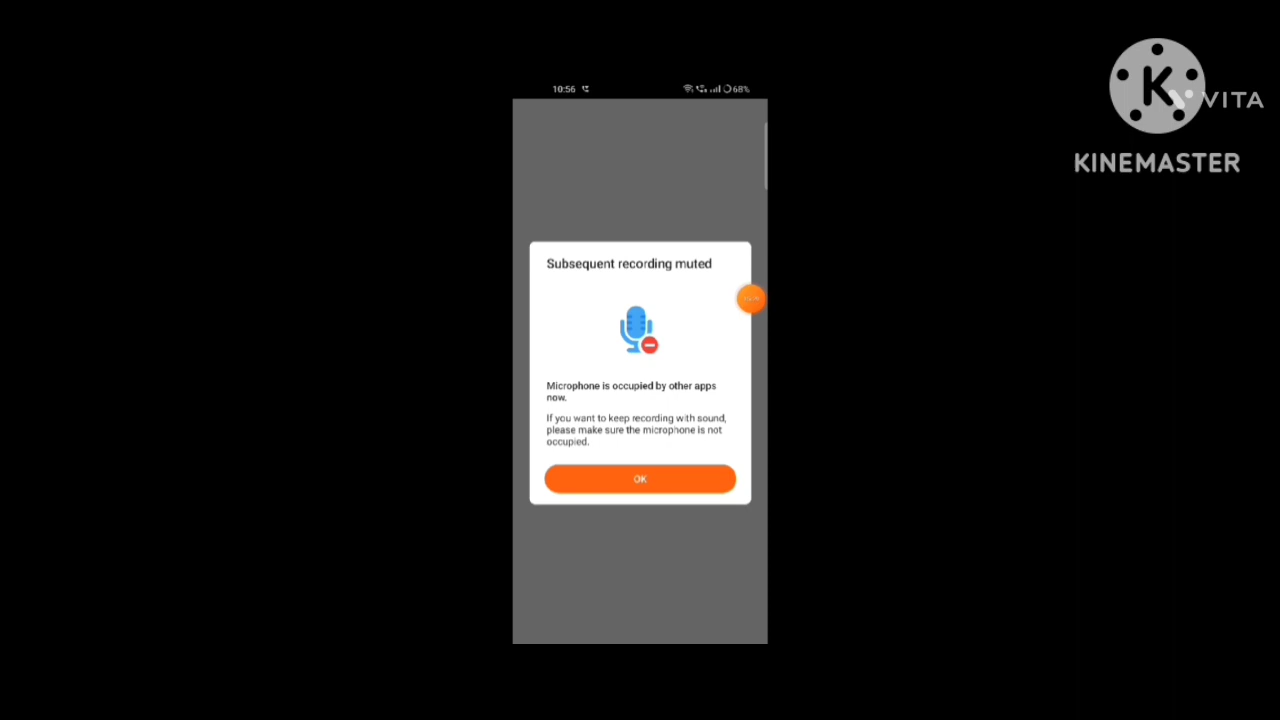 10:56
68%
VITA
KINEMASTER
Subsequent recording muted
Microphone is occupied by other apps
now.
If you want to keep recording with sound,
please make sure the microphone is not
occupied.
OK